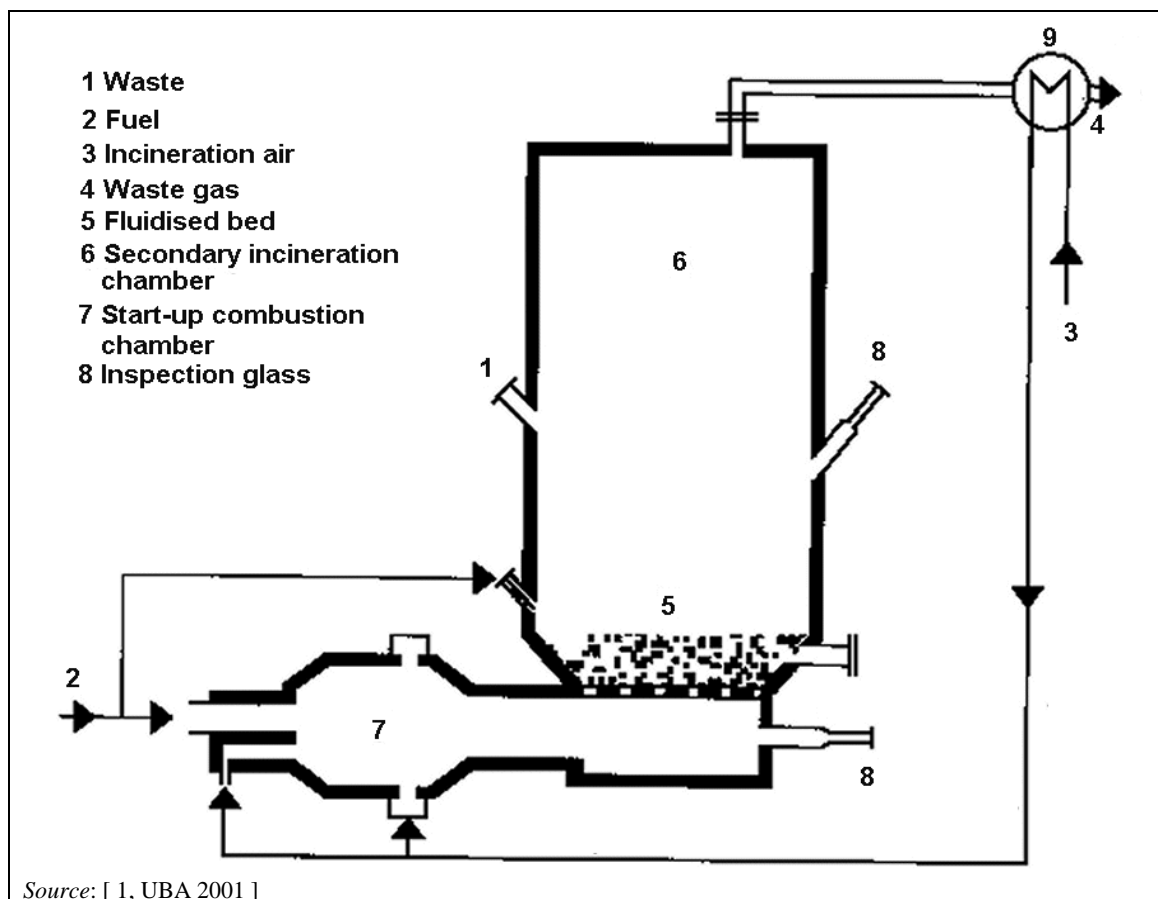 1 Waste
2 Fuel
3 Incineration air
4 Waste gas
5 Fluidised bed
6 Secondary incineration
chamber
7 Start-up combustion
chamber
8 Inspection glass
9
4
6
3
1
8
5
2
7
8
Source: [ 1, UBA 2001 ]